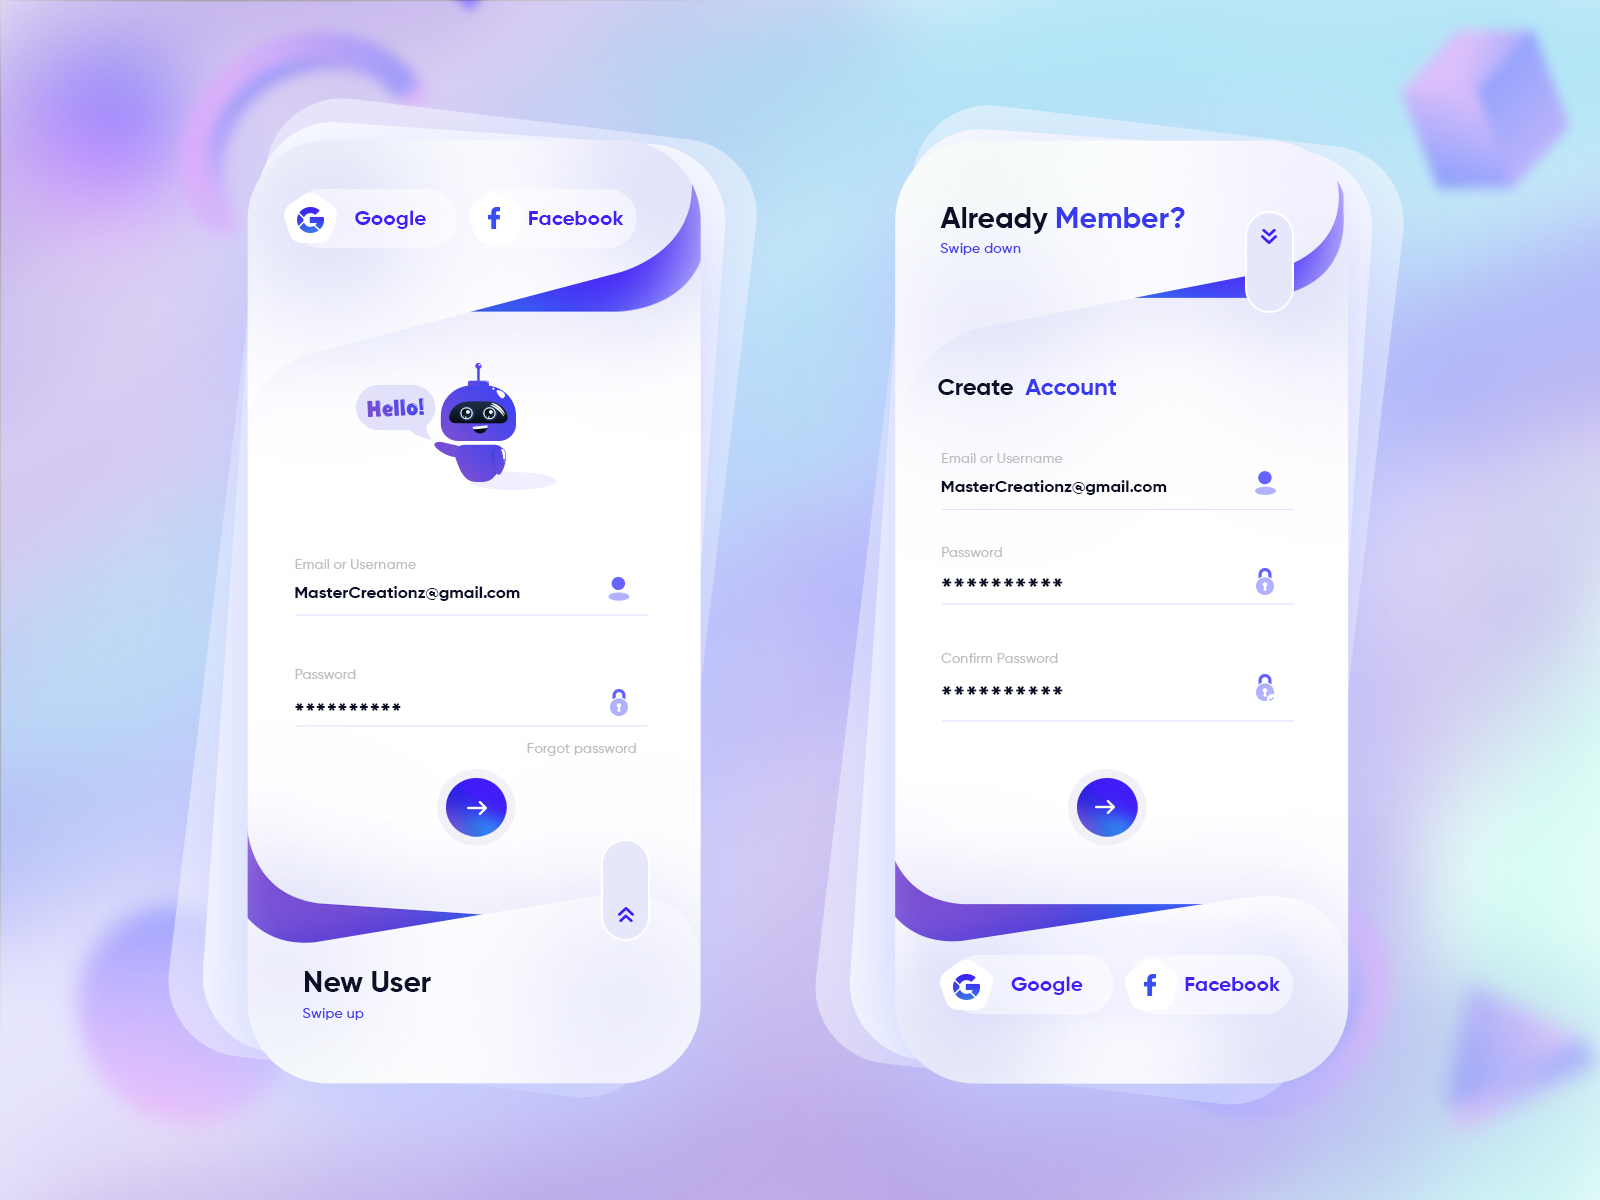 Google
Facebook
Hello!
Email or Username
MasterCreationz@gmail.com
Password
**********
Forgot password
New User
Swipe up
Already Member?
Swipe down
Create Account
Email or Username
MasterCreationz@gmail.com
Password
**********
Confirm Password
**********
Google
Facebook